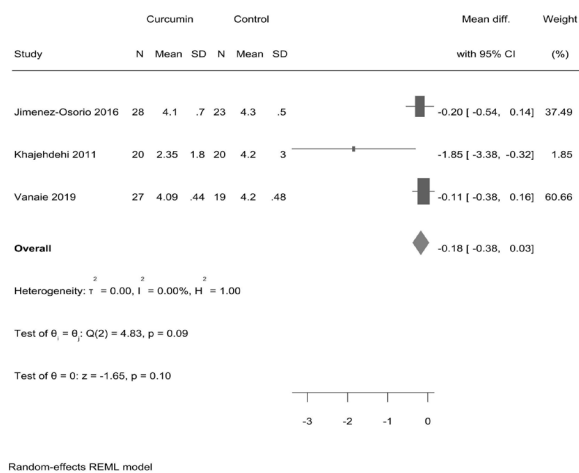 Curcumin Control Mean diff. Weight
Study N Mean SD N Mean SD with 95% CI (%)
Jimenez-Osorio 2016 28 4.1 .7 23 4.3 .5 -0.20 [ -0.54, 0.14] 37.49
Khajehdehi 2011 20 2.35 1.8 20 4.2 3 -1.85 [ -3.38, -0.32] 1.85
Vanaie 2019 27 4.09 .44 19 4.2 .48 -0.11 [ -0.38, 0.16] 60.66
Overall -0.18 [ -0.38, 0.03]
Heterogeneity: τ² = 0.00, I² = 0.00%, H² = 1.00
Test of θᵢ = θⱼ: Q(2) = 4.83, p = 0.09
Test of θ = 0: z = -1.65, p = 0.10
-3 -2 -1 0
Random-effects REML model